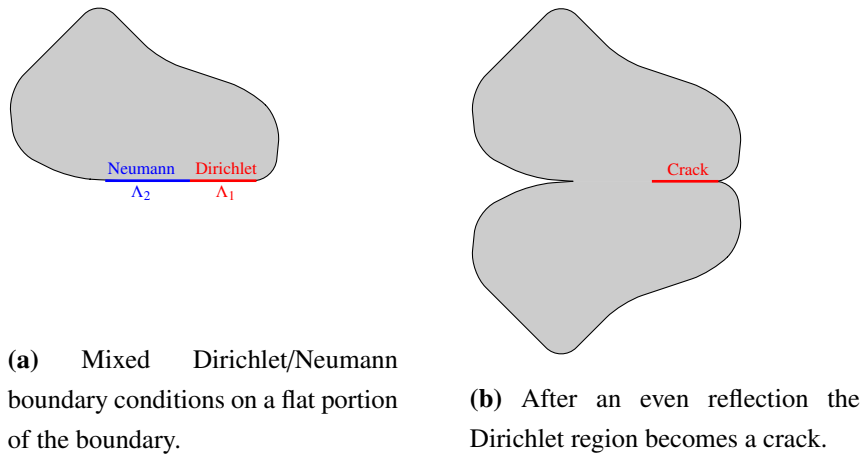 Neumann Dirichlet
Λ₂ Λ₁
(a) Mixed Dirichlet/Neumann
boundary conditions on a flat portion
of the boundary.
Crack
(b) After an even reflection the
Dirichlet region becomes a crack.